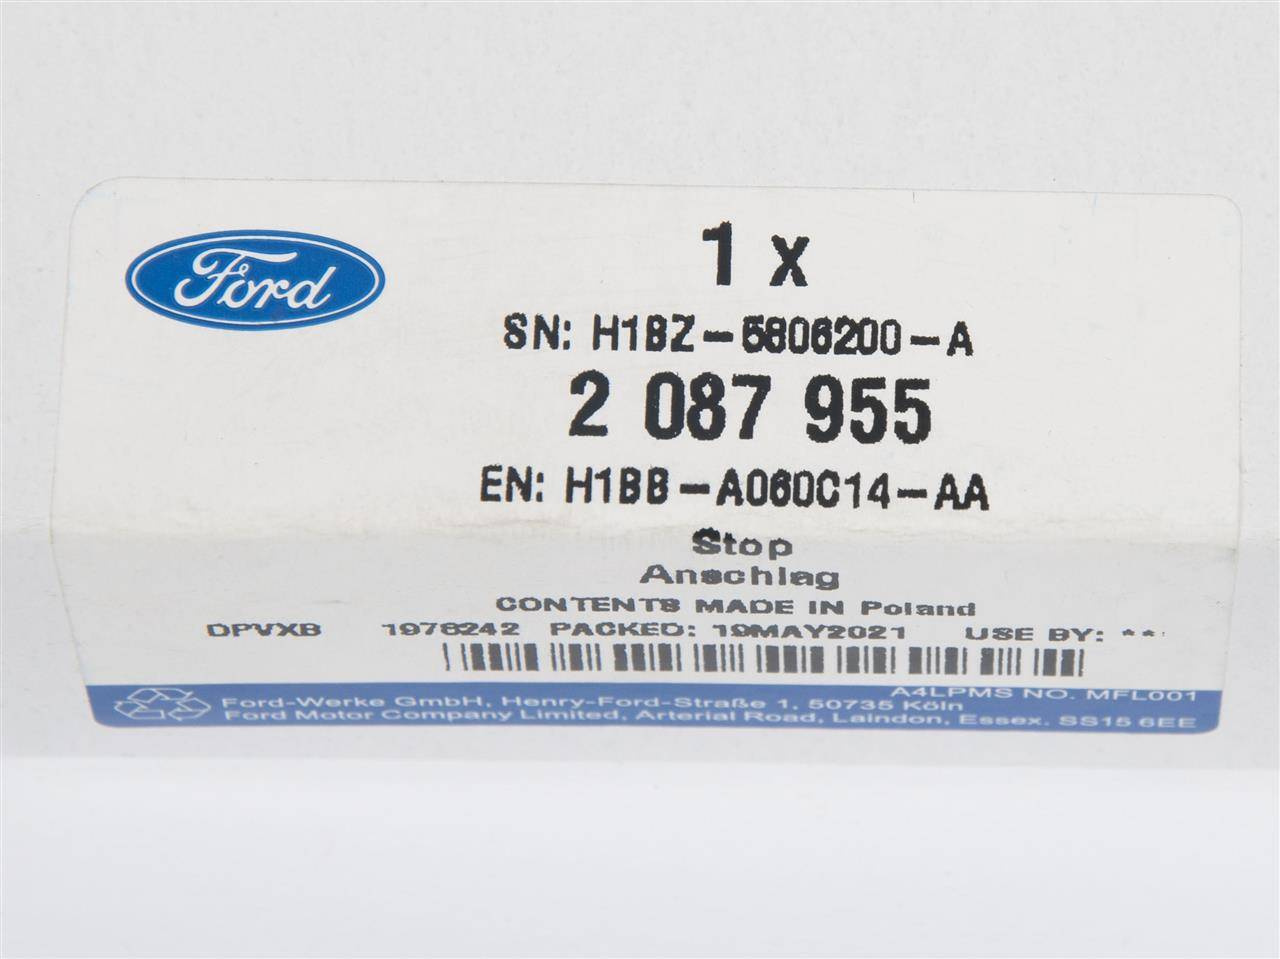 Ford
1 x
SN: H1BZ-5806200-A
2 087 955
EN: H1BB-A060C14-AA
Stop
Anschlag
CONTENTS MADE IN Poland
DPVXB 1978242 PACKED: 19MAY2021 USE BY: **
A4LPMS NO. MFL001
Ford-Werke GmbH, Henry-Ford-Straße 1, 50735 Köln
Ford Motor Company Limited, Arterial Road, Laindon, Essex. SS15 6EE